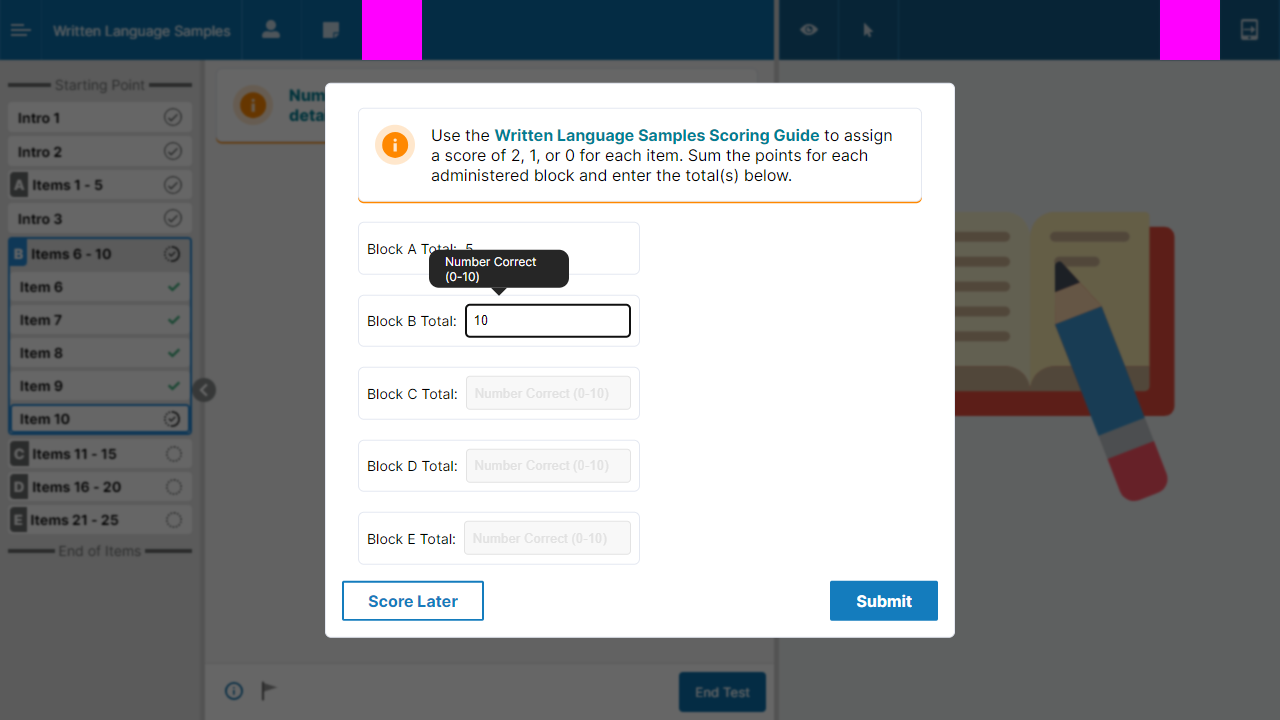 Written Language Samples
Starting Point
Intro 1
Intro 2
A Items 1 - 5
Intro 3
B Items 6 - 10
Item 6
Item 7
Item 8
Item 9
Item 10
C Items 11 - 15
D Items 16 - 20
E Items 21 - 25
End of Items
Num
deta
Use the Written Language Samples Scoring Guide to assign
a score of 2, 1, or 0 for each item. Sum the points for each
administered block and enter the total(s) below.
Block A Total: 5
Number Correct
(0-10)
Block B Total: 10
Block C Total: Number Correct (0-10)
Block D Total: Number Correct (0-10)
Block E Total: Number Correct (0-10)
Score Later
Submit
End Test